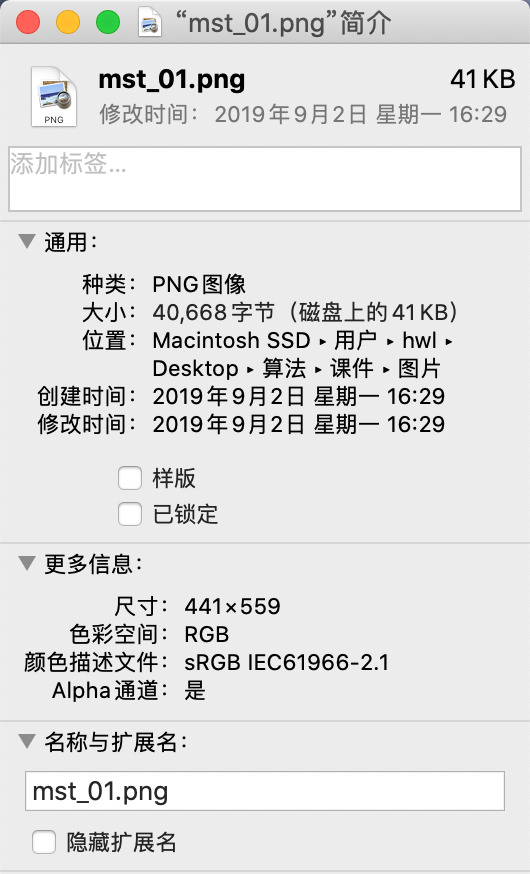 “mst_01.png”简介
PNG
mst_01.png 41 KB
修改时间：2019年9月2日 星期一 16:29
添加标签...
通用：
种类：PNG图像
大小：40,668字节（磁盘上的41 KB）
位置：Macintosh SSD ▸ 用户 ▸ hwl ▸
Desktop ▸ 算法 ▸ 课件 ▸ 图片
创建时间：2019年9月2日 星期一 16:29
修改时间：2019年9月2日 星期一 16:29
样版
已锁定
更多信息：
尺寸：441×559
色彩空间：RGB
颜色描述文件：sRGB IEC61966-2.1
Alpha通道：是
名称与扩展名：
mst_01.png
隐藏扩展名